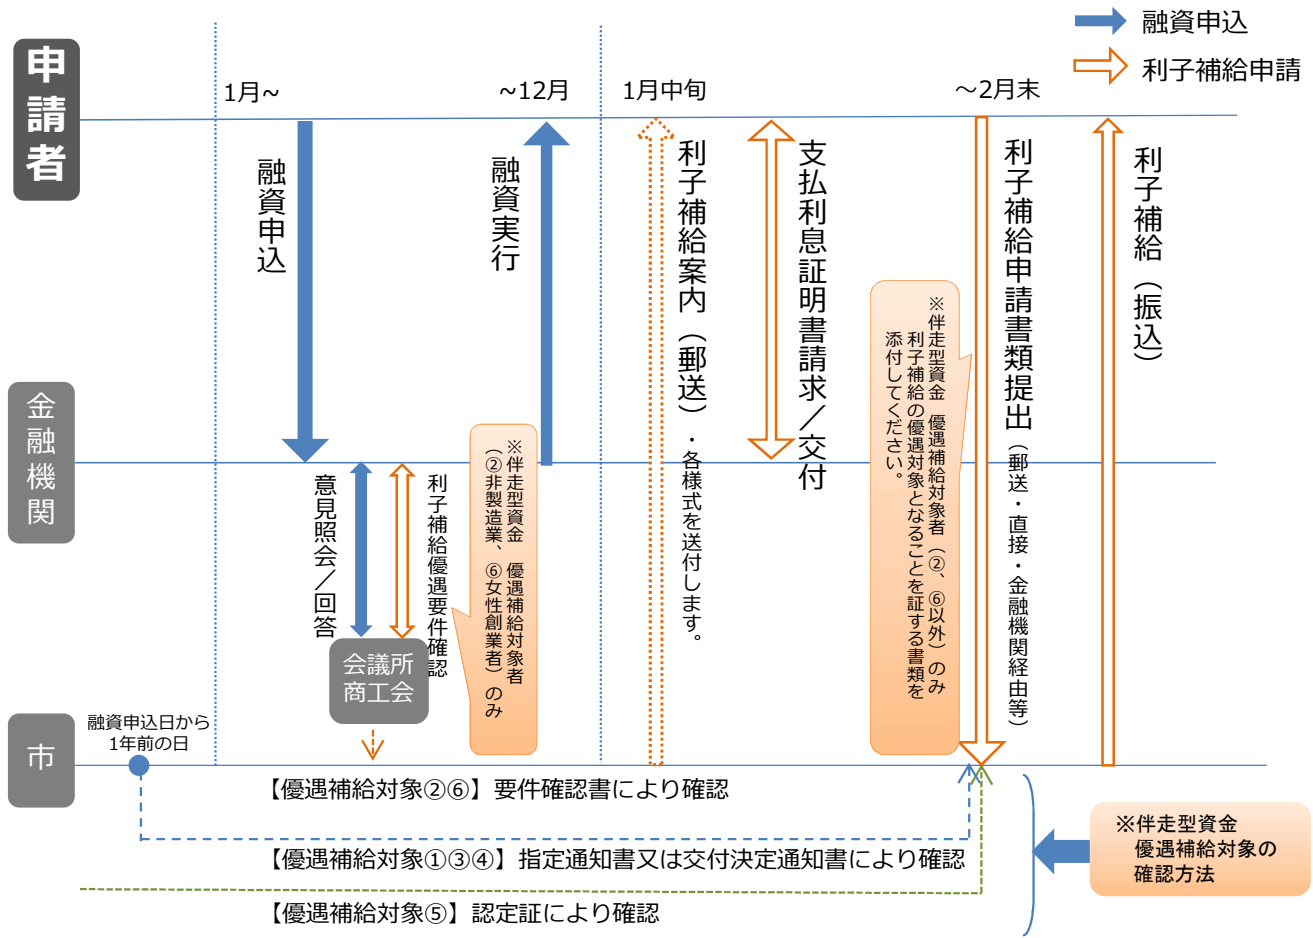 融資申込
利子補給申請
申請者
1月~
~12月
1月中旬
～2月末
融資申込
融資実行
利子補給案内（郵送）・各様式を送付します。
支払利息証明書請求／交付
利子補給申請書類提出（郵送・直接・金融機関経由等）
利子補給（振込）
※伴走型資金　優遇補給対象者（②、⑥以外）のみ
利子補給の優遇対象となることを証する書類を
添付してください。
金融機関
意見照会／回答
利子補給優遇要件確認
※伴走型資金　優遇補給対象者
（②非製造業、⑥女性創業者）のみ
会議所
商工会
市
融資申込日から
1年前の日
【優遇補給対象②⑥】要件確認書により確認
【優遇補給対象①③④】指定通知書又は交付決定通知書により確認
【優遇補給対象⑤】認定証により確認
※伴走型資金
優遇補給対象の
確認方法